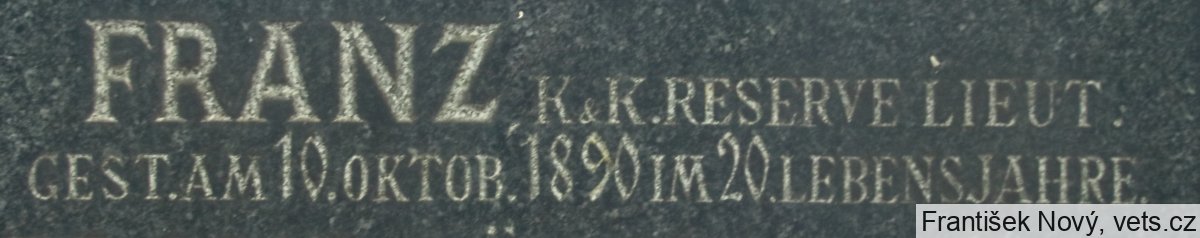 FRANZ, K.&K. RESERVE LIEUT.
GEST. AM 10. OKTOB. 1890 IM 20. LEBENSJAHRE.
František Nový, vets.cz